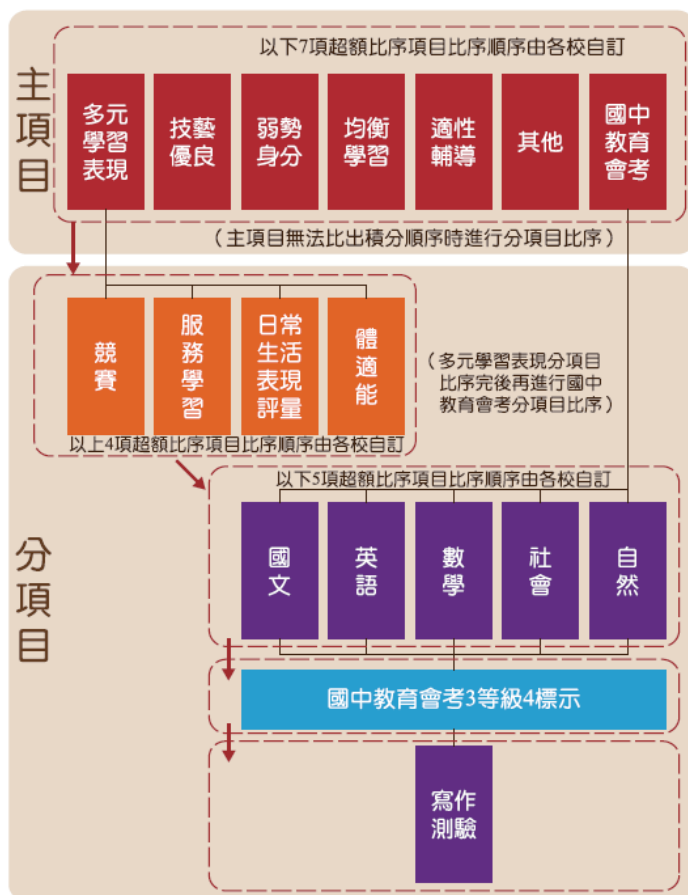 主項目
以下7項超額比序項目比序順序由各校自訂
多元學習表現
技藝優良
弱勢身分
均衡學習
適性輔導
其他
國中教育會考
（主項目無法比出積分順序時進行分項目比序）
分項目
競賽
服務學習
日常生活表現評量
體適能
以上4項超額比序項目比序順序由各校自訂
（多元學習表現分項目
比序完後再進行國中
教育會考分項目比序）
以下5項超額比序項目比序順序由各校自訂
國文
英語
數學
社會
自然
國中教育會考3等級4標示
寫作
測驗